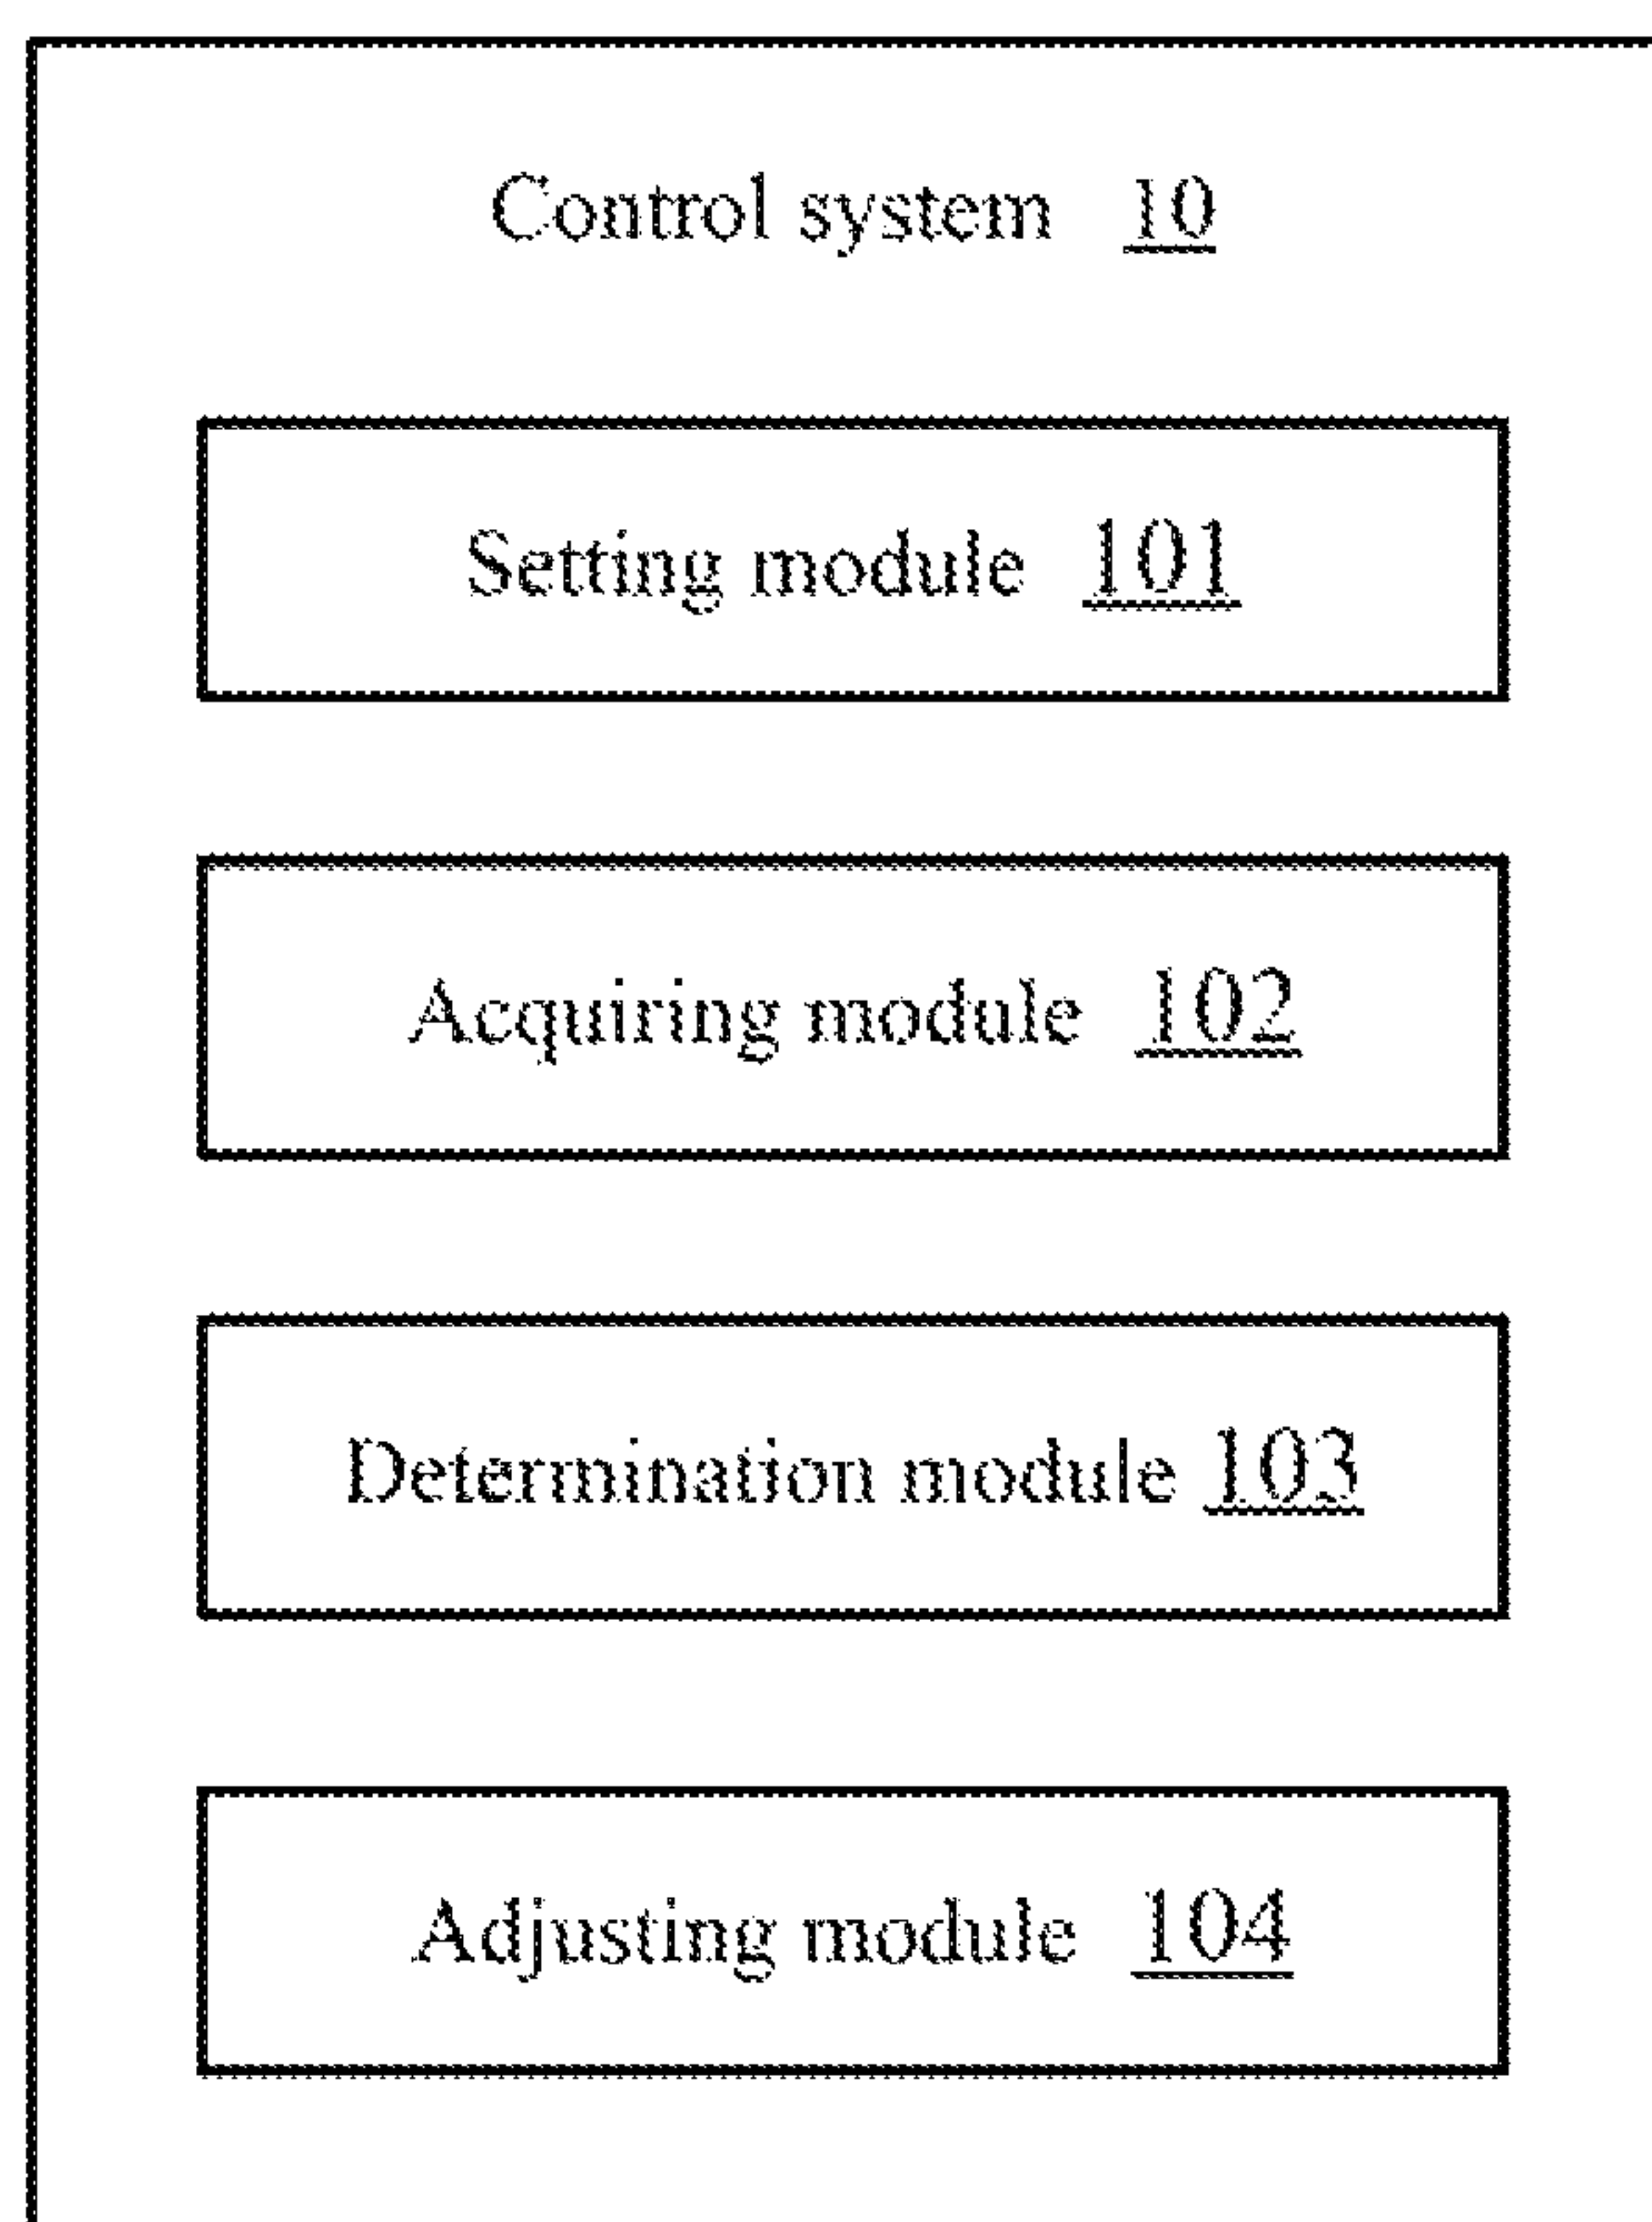 Control system 10
Setting module 101
Acquiring module 102
Determination module 103
Adjusting module 104